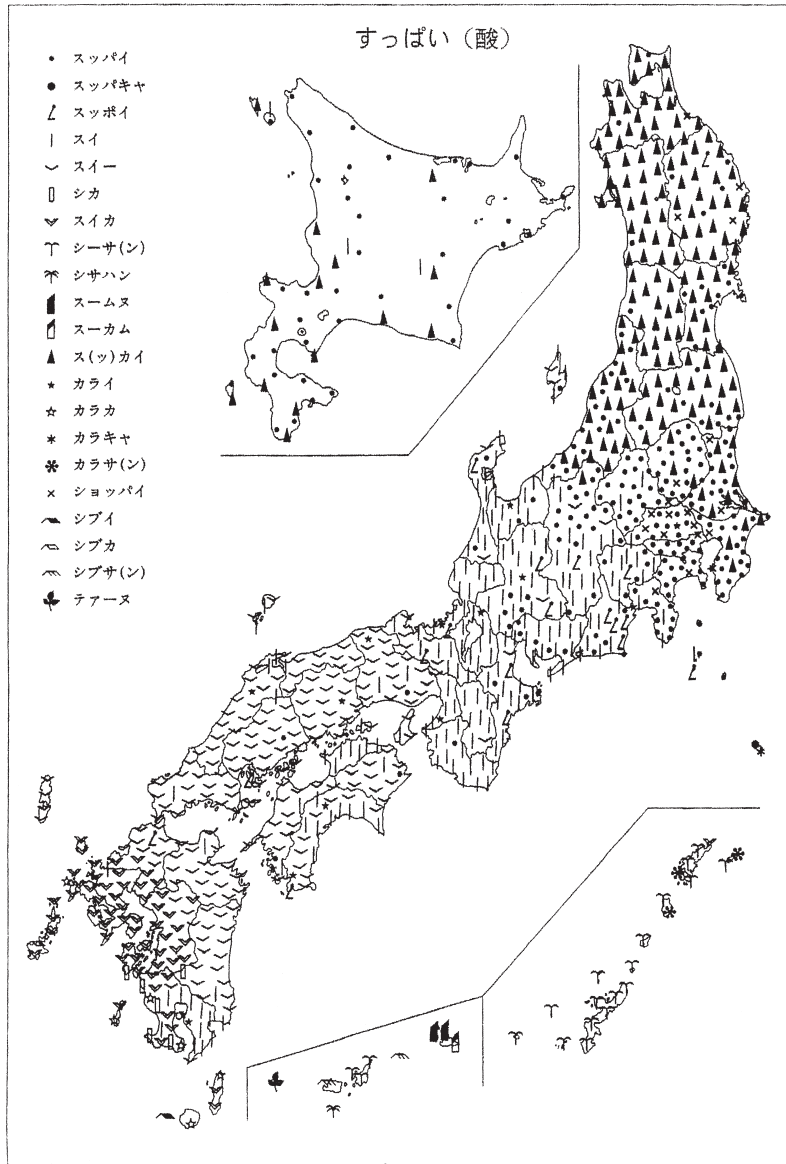 すっぱい（酸）
スッパイ
スッパキャ
スッポイ
スイ
スイー
シカ
スイカ
シーサ(ン)
シサハン
スームヌ
スーカム
ス(ッ)カイ
カライ
カラカ
カラキャ
カラサ(ン)
ショッパイ
シブイ
シブカ
シブサ(ン)
テァーヌ